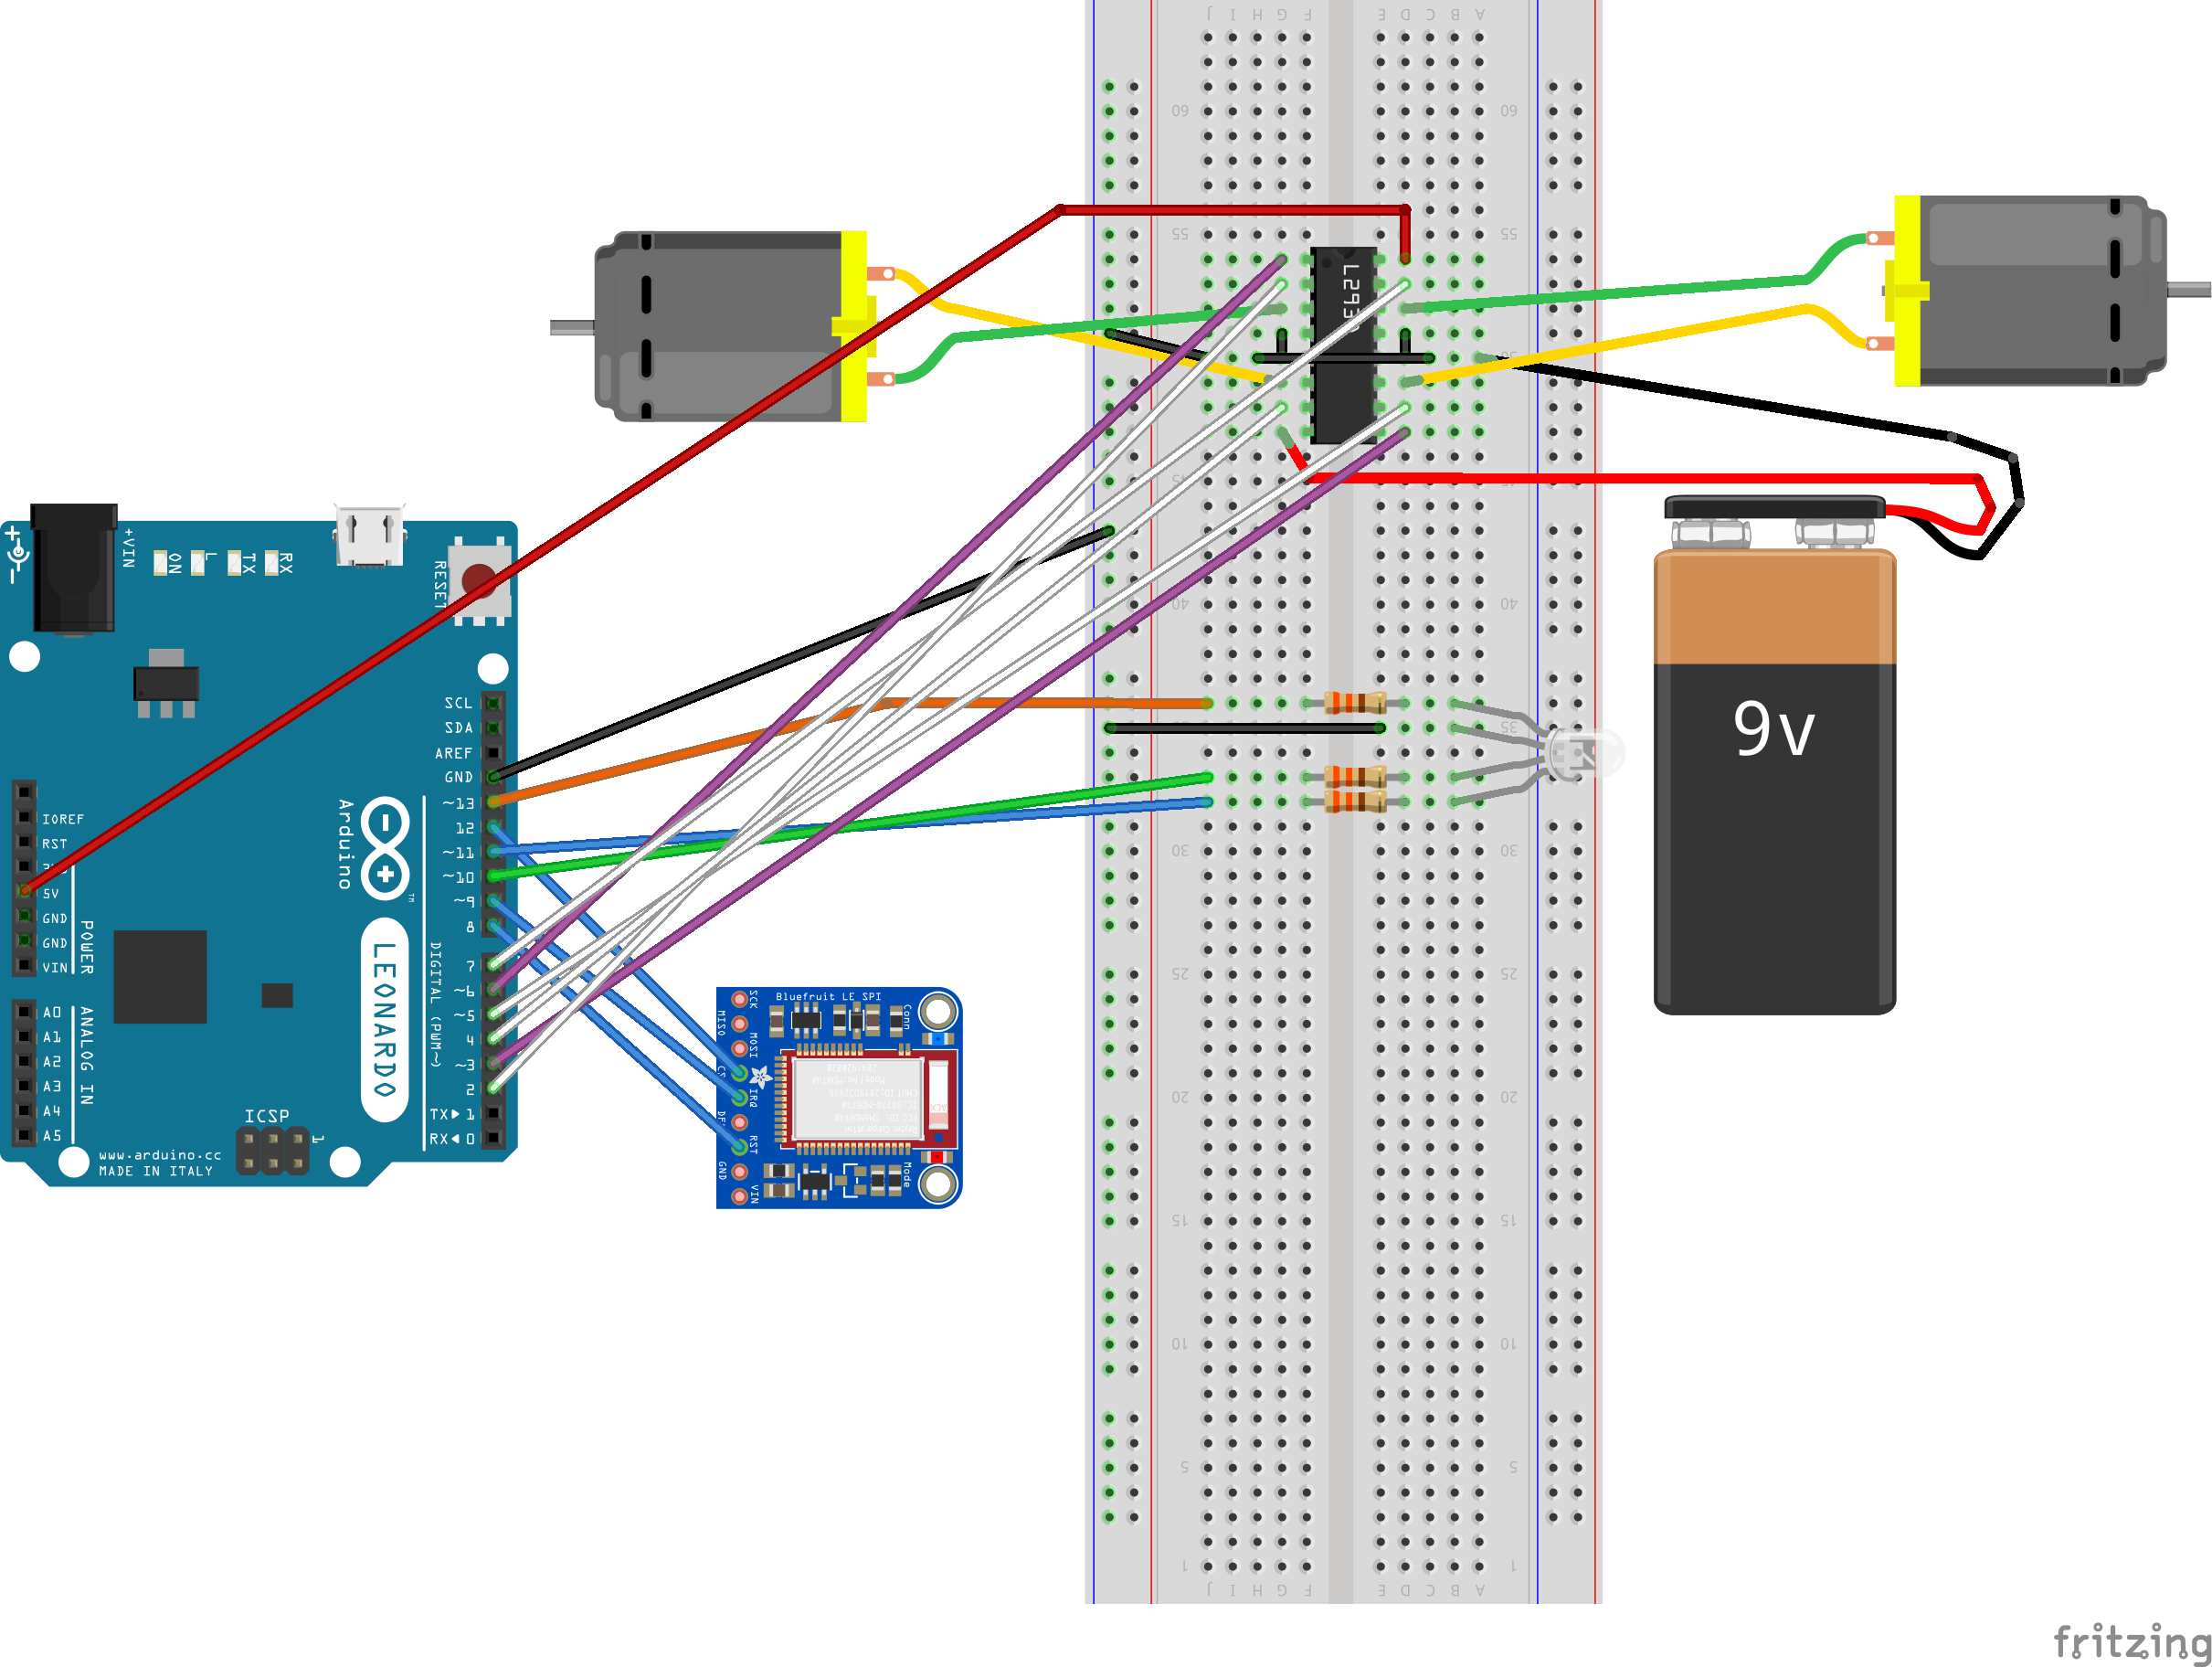 J I H G F E D C B A
60 60
55
L293D
+VIN
ON
L
TX
RX
RESET
45
40 40
SCL
SDA
AREF
GND
~13
12
~11
~10
~9
8
7
~6
~5
4
~3
2
TX 1
RX 0
IOREF
RST
5V
GND
GND
VIN
POWER
A0
A1
A2
A3
A4
A5
ANALOG IN
Arduino
TM
LEONARDO
DIGITAL (PWM~)
ICSP
1
www.arduino.cc
MADE IN ITALY
35
9v
30 30
25 25
Bluefruit LE SPI
SCK
MISO
MOSI
CS
IRQ
RST
GND
VIN
Conn
Mode
20 20
15 15
10 10
5 5
1 1
J I H G F E D C B A
fritzing